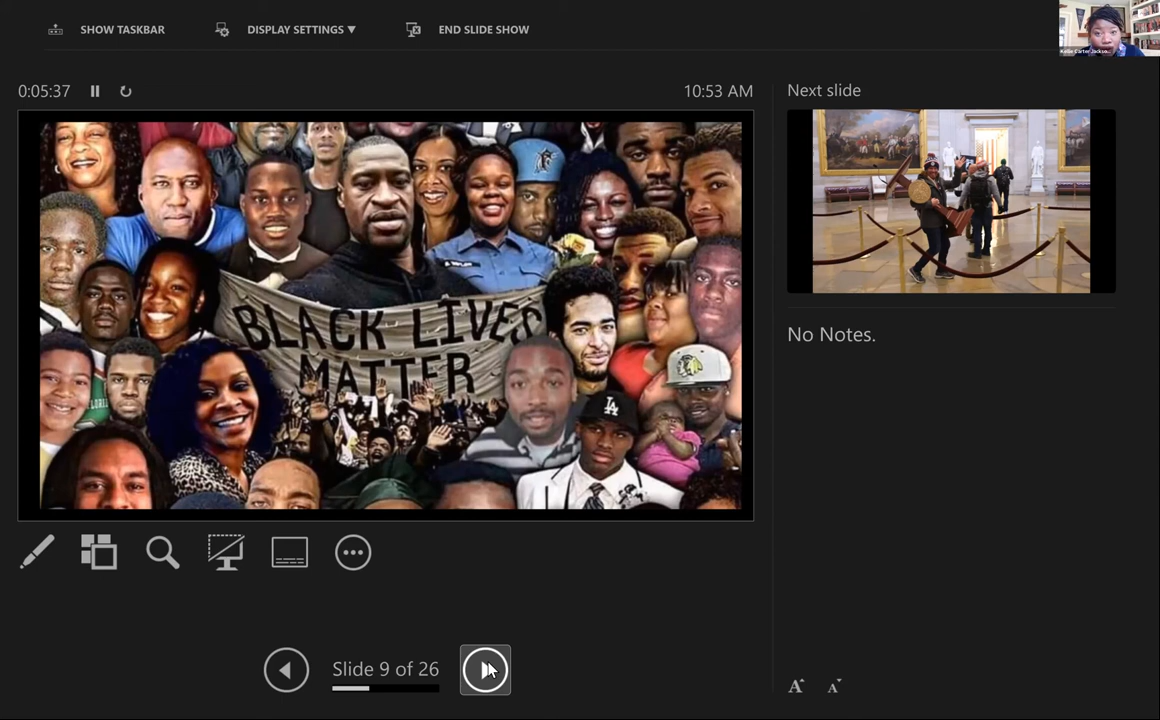 SHOW TASKBAR
DISPLAY SETTINGS ▼
END SLIDE SHOW
0:05:37
10:53 AM
Next slide
BLACK LIVES
MATTER
LA
No Notes.
Slide 9 of 26
A
A